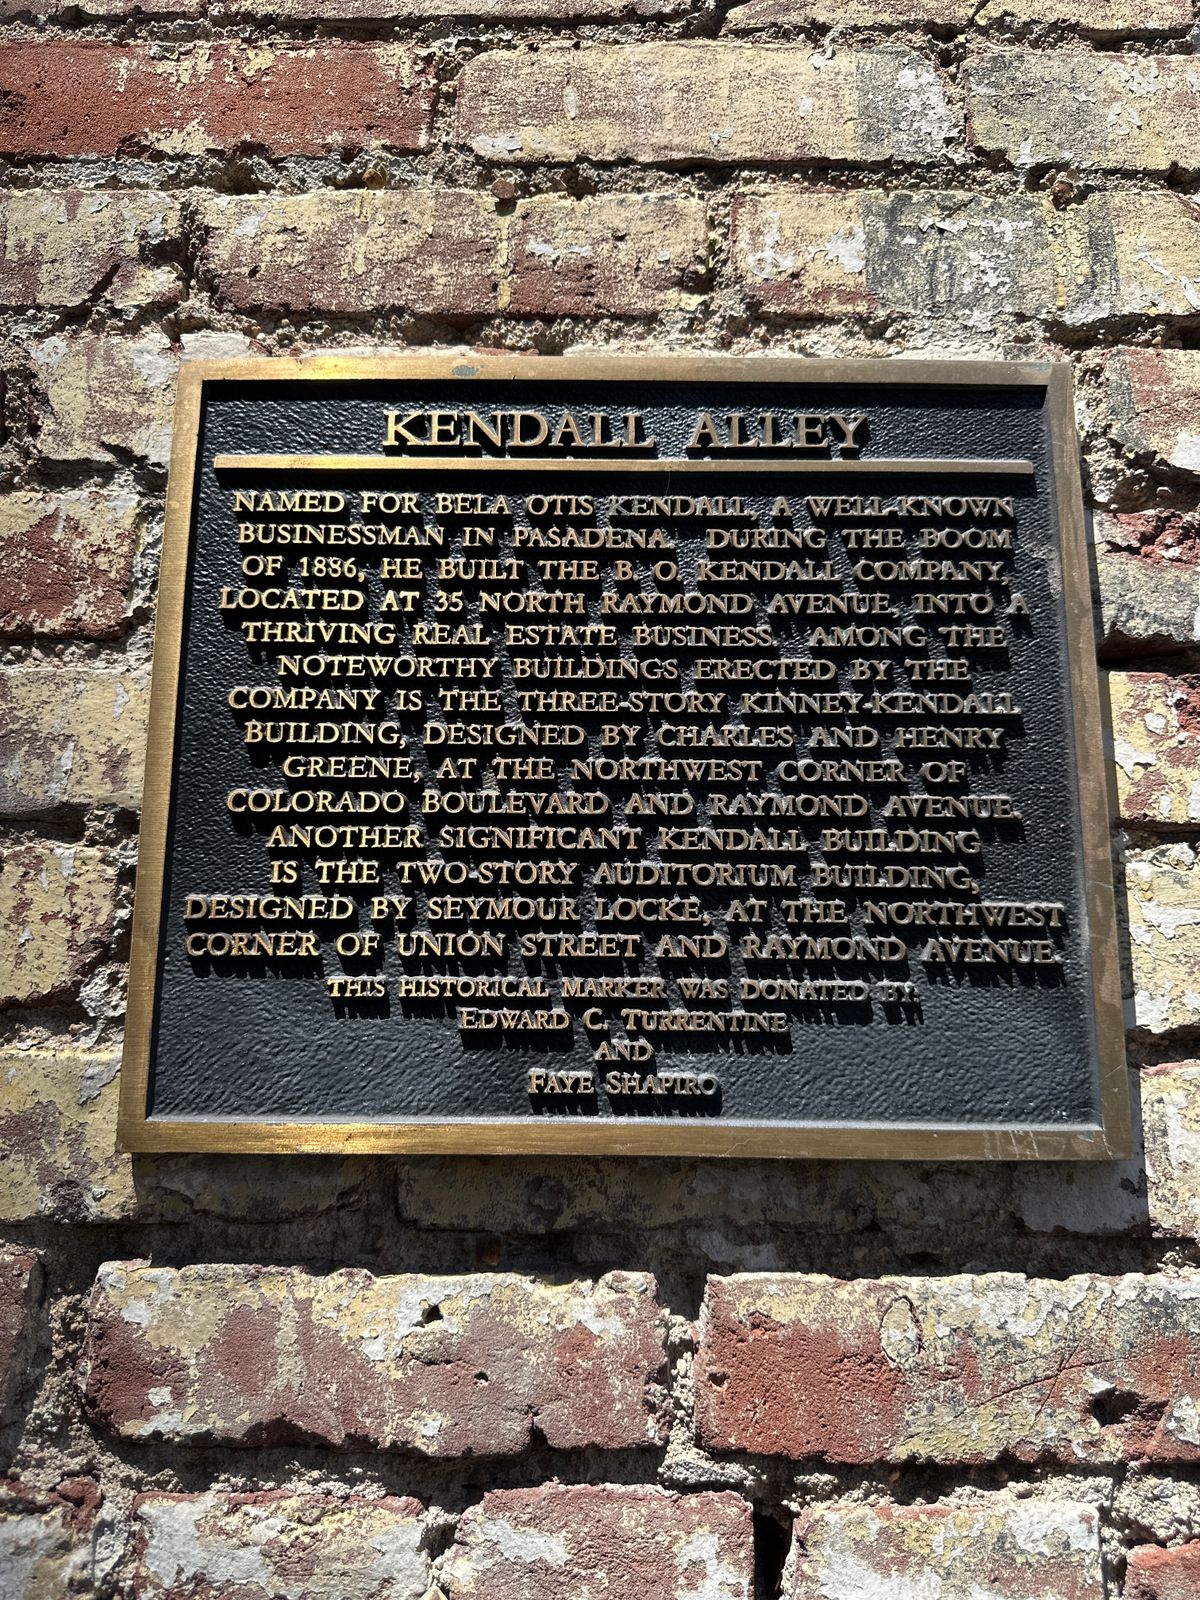 KENDALL ALLEY
NAMED FOR BELA OTIS KENDALL, A WELL-KNOWN
BUSINESSMAN IN PASADENA. DURING THE BOOM
OF 1886, HE BUILT THE B. O. KENDALL COMPANY,
LOCATED AT 35 NORTH RAYMOND AVENUE, INTO A
THRIVING REAL ESTATE BUSINESS. AMONG THE
NOTEWORTHY BUILDINGS ERECTED BY THE
COMPANY IS THE THREE-STORY KINNEY-KENDALL
BUILDING, DESIGNED BY CHARLES AND HENRY
GREENE, AT THE NORTHWEST CORNER OF
COLORADO BOULEVARD AND RAYMOND AVENUE.
ANOTHER SIGNIFICANT KENDALL BUILDING
IS THE TWO-STORY AUDITORIUM BUILDING,
DESIGNED BY SEYMOUR LOCKE, AT THE NORTHWEST
CORNER OF UNION STREET AND RAYMOND AVENUE.
THIS HISTORICAL MARKER WAS DONATED BY:
EDWARD C. TURRENTINE
AND
FAYE SHAPIRO